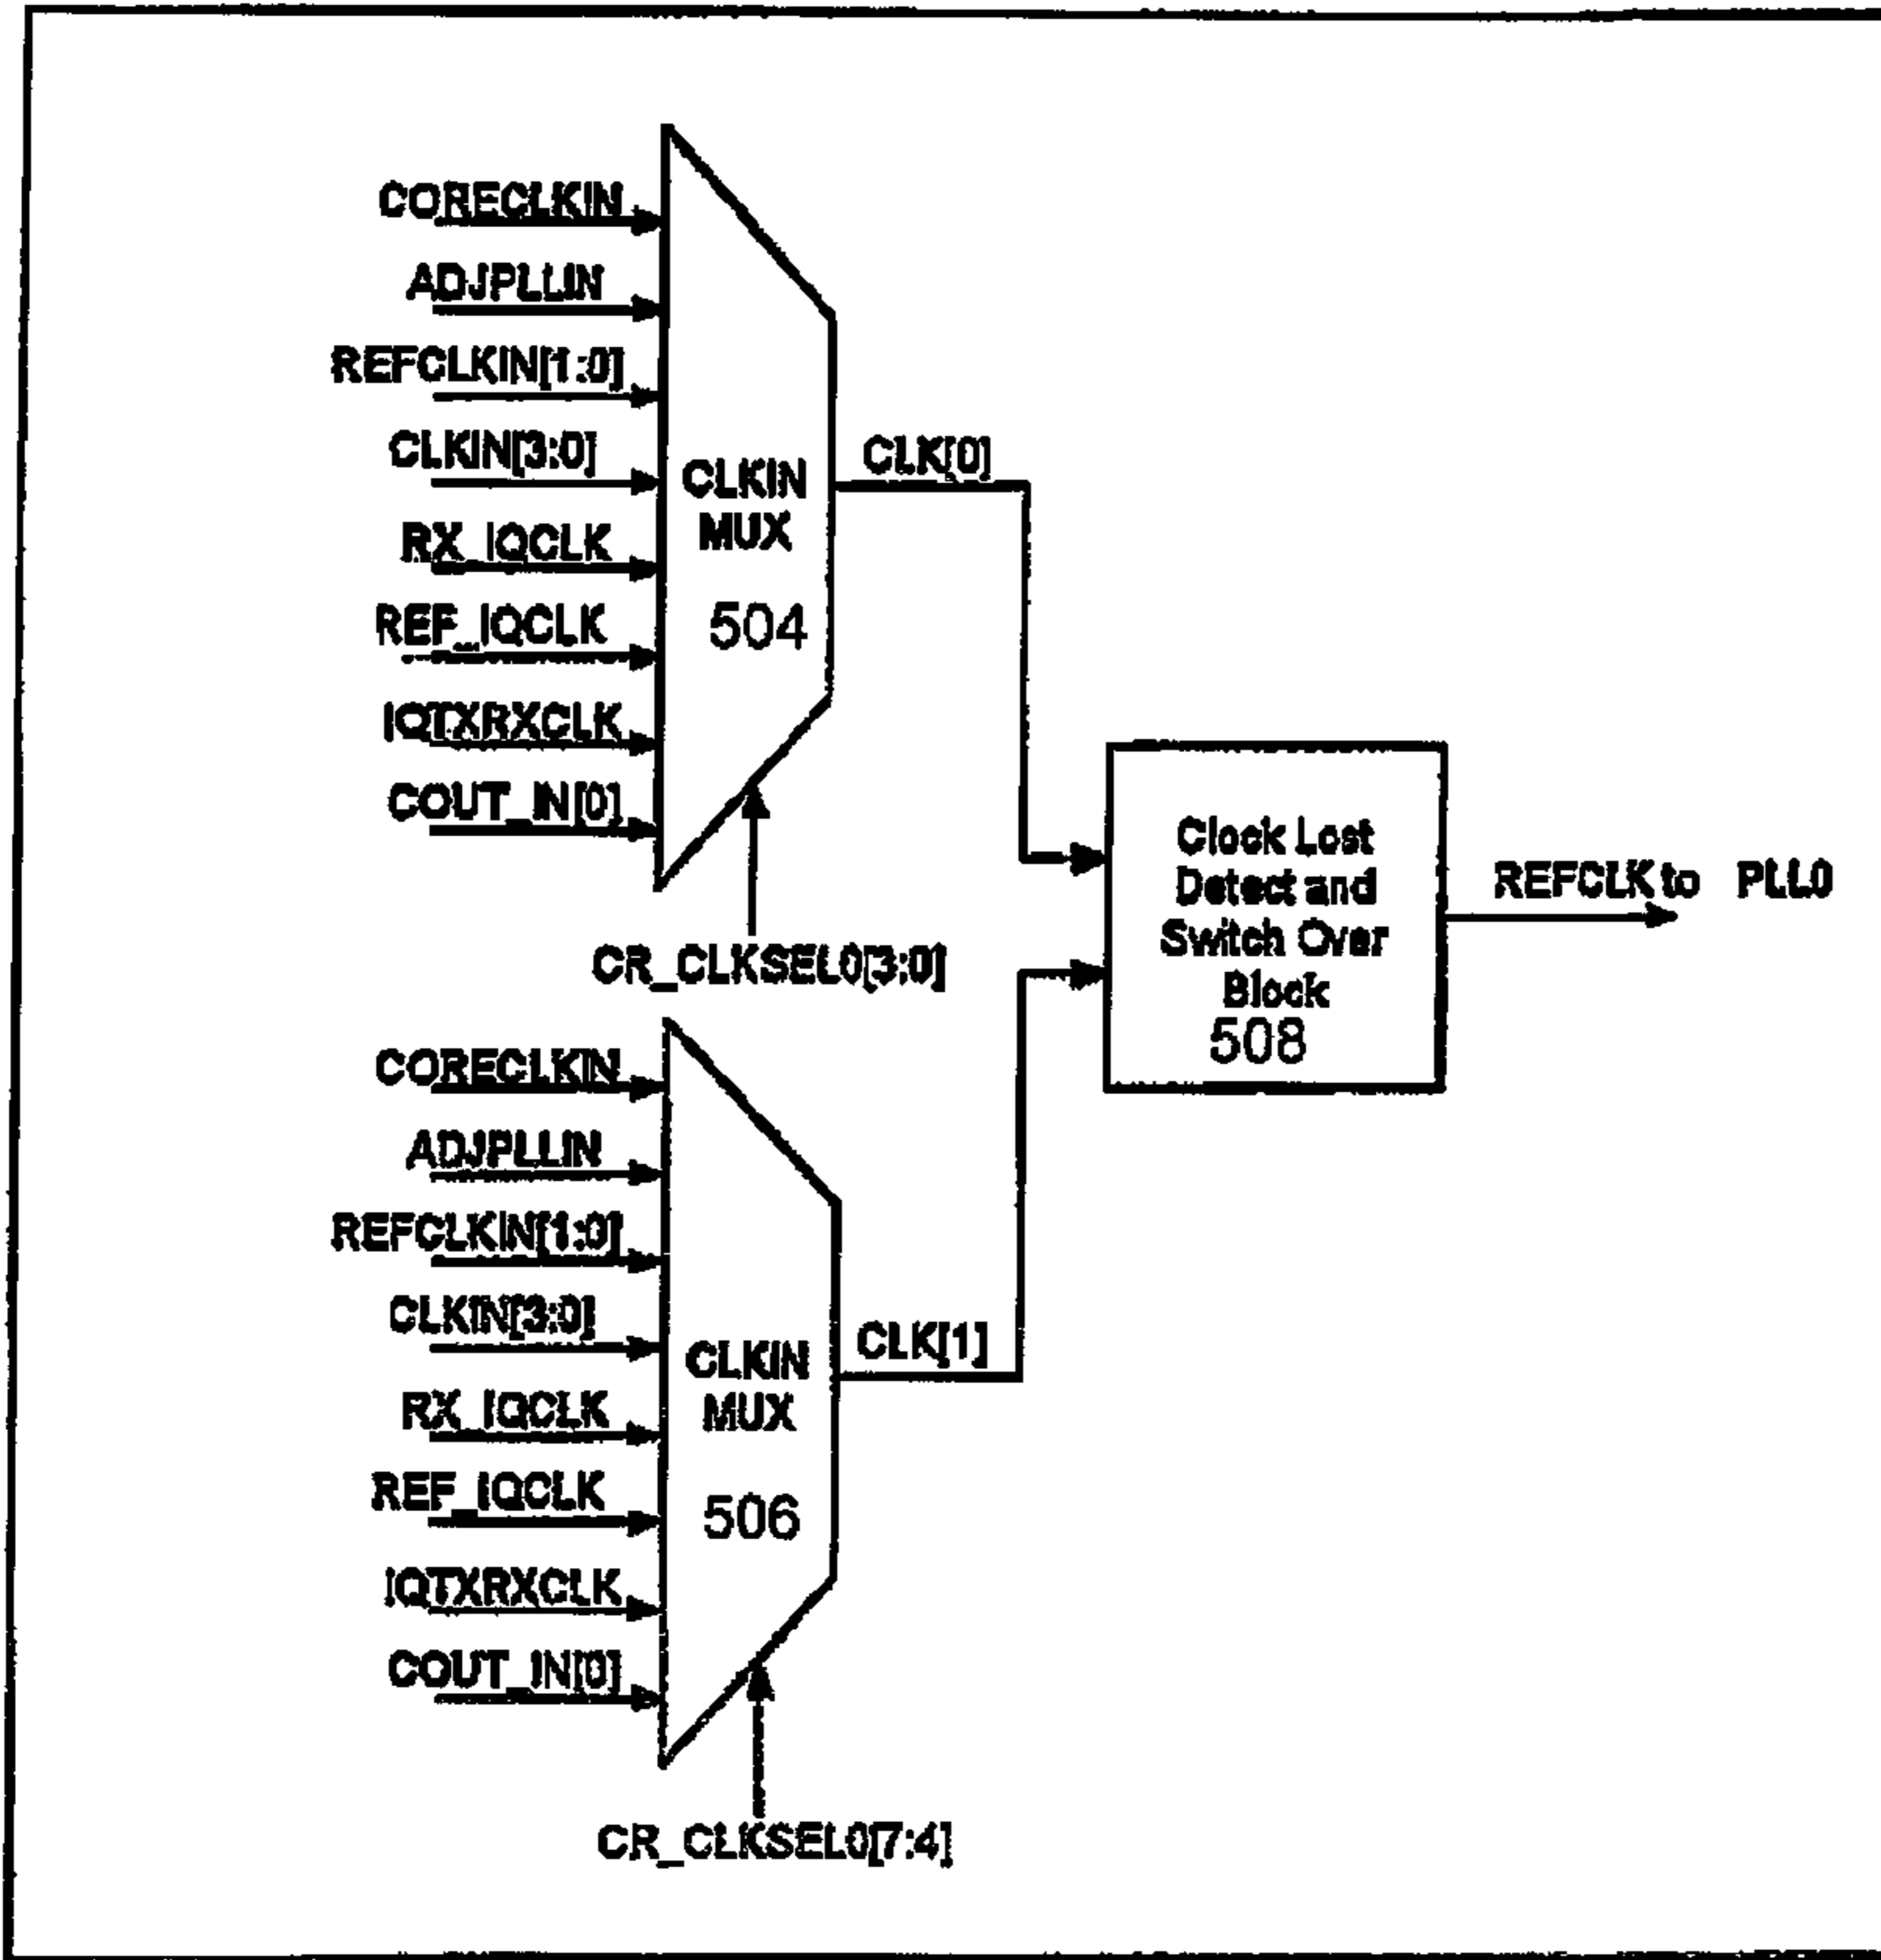 CORECLKIN
ADJPLLIN
REFCLKIN[1:0]
CLKIN[3:0]
RX_IQCLK
REF_IQCLK
IQTXRXCLK
COUT_IN[0]
CLKIN
MUX
504
CLK[0]
CR_CLKSEL0[3:0]
Clock Lost
Detect and
Switch Over
Block
508
REFCLK to PLL0
CORECLKIN
ADJPLLIN
REFCLKIN[1:0]
CLKIN[3:0]
RX_IQCLK
REF_IQCLK
IQTXRXCLK
COUT_IN[0]
CLKIN
MUX
506
CLK[1]
CR_CLKSEL0[7:4]